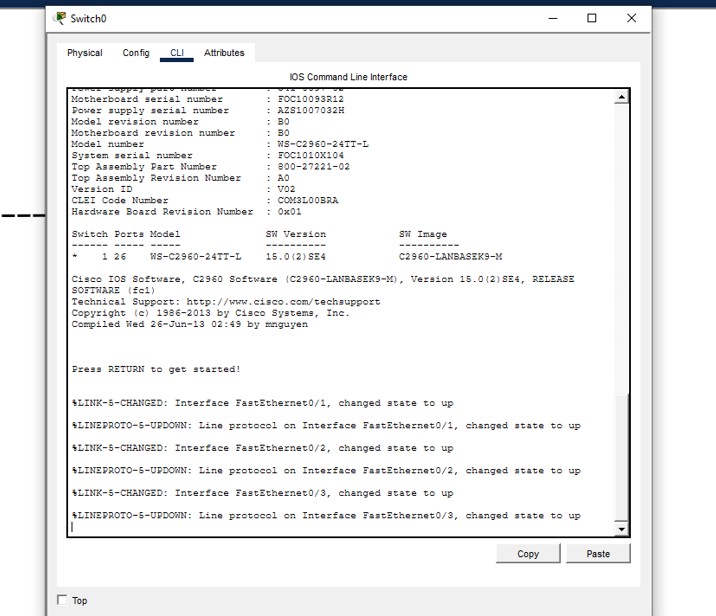 Switch0
Physical Config CLI Attributes
IOS Command Line Interface
Motherboard serial number : FOC10093R12
Power supply serial number : AZS1007032H
Model revision number : B0
Motherboard revision number : B0
Model number : WS-C2960-24TT-L
System serial number : FOC1010X104
Top Assembly Part Number : 800-27221-02
Top Assembly Revision Number : A0
Version ID : V02
CLEI Code Number : COM3L00BRA
Hardware Board Revision Number : 0x01
Switch Ports Model SW Version SW Image
------ ----- ----- ---------- ----------
* 1 26 WS-C2960-24TT-L 15.0(2)SE4 C2960-LANBASEK9-M
Cisco IOS Software, C2960 Software (C2960-LANBASEK9-M), Version 15.0(2)SE4, RELEASE
SOFTWARE (fc1)
Technical Support: http://www.cisco.com/techsupport
Copyright (c) 1986-2013 by Cisco Systems, Inc.
Compiled Wed 26-Jun-13 02:49 by mnguyen
Press RETURN to get started!
%LINK-5-CHANGED: Interface FastEthernet0/1, changed state to up
%LINEPROTO-5-UPDOWN: Line protocol on Interface FastEthernet0/1, changed state to up
%LINK-5-CHANGED: Interface FastEthernet0/2, changed state to up
%LINEPROTO-5-UPDOWN: Line protocol on Interface FastEthernet0/2, changed state to up
%LINK-5-CHANGED: Interface FastEthernet0/3, changed state to up
%LINEPROTO-5-UPDOWN: Line protocol on Interface FastEthernet0/3, changed state to up
Copy Paste
Top